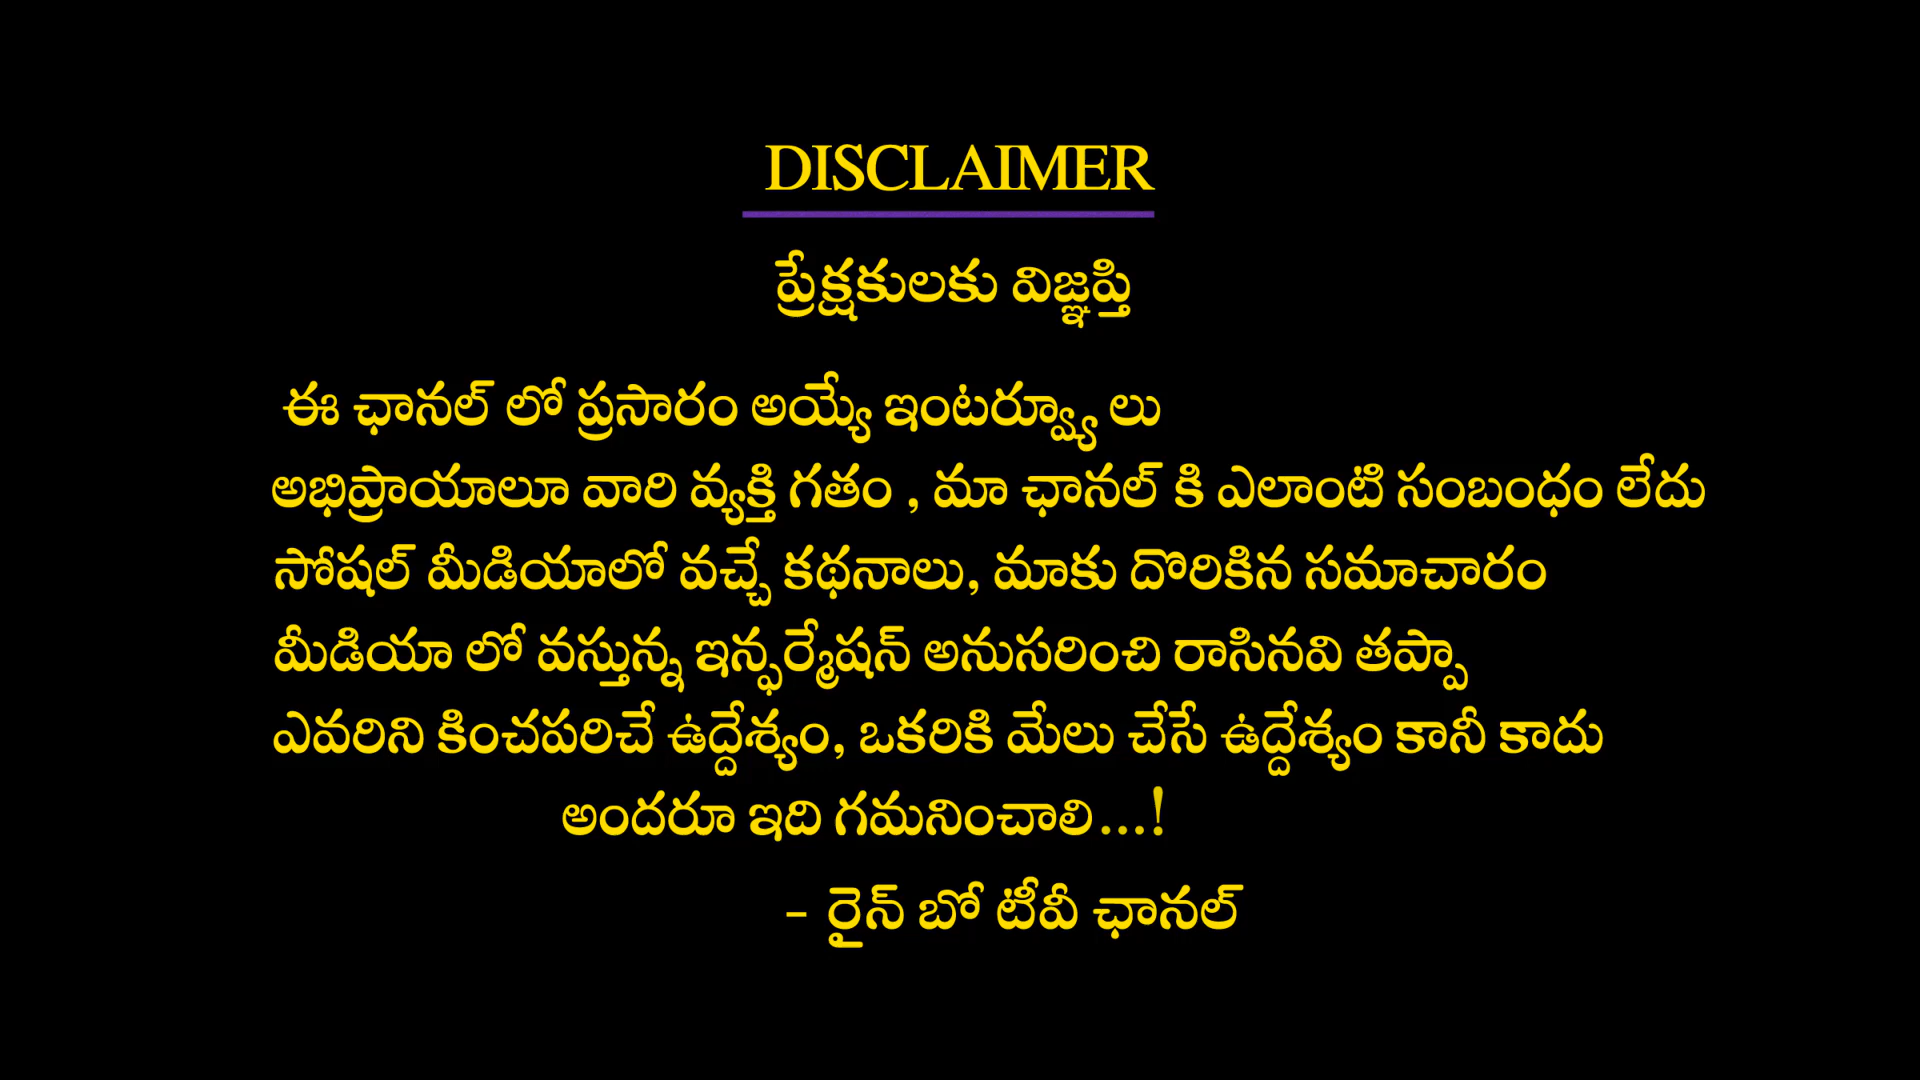 DISCLAIMER
ప్రేక్షకులకు విజ్ఞప్తి
ఈ ఛానల్ లో ప్రసారం అయ్యే ఇంటర్వ్యూ లు
అభిప్రాయాలూ వారి వ్యక్తి గతం , మా ఛానల్ కి ఎలాంటి సంబంధం లేదు
సోషల్ మీడియాలో వచ్చే కథనాలు, మాకు దొరికిన సమాచారం
మీడియా లో వస్తున్న ఇన్ఫర్మేషన్ అనుసరించి రాసినవి తప్పా
ఎవరిని కించపరిచే ఉద్దేశ్యం, ఒకరికి మేలు చేసే ఉద్దేశ్యం కానీ కాదు
అందరూ ఇది గమనించాలి...!
- రైన్ బో టీవీ ఛానల్